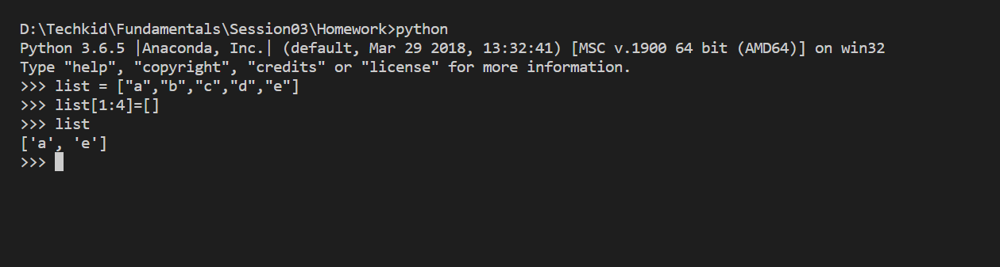 D:\Techkid\Fundamentals\Session03\Homework>python
Python 3.6.5 |Anaconda, Inc.| (default, Mar 29 2018, 13:32:41) [MSC v.1900 64 bit (AMD64)] on win32
Type "help", "copyright", "credits" or "license" for more information.
>>> list = ["a","b","c","d","e"]
>>> list[1:4]=[]
>>> list
['a', 'e']
>>>